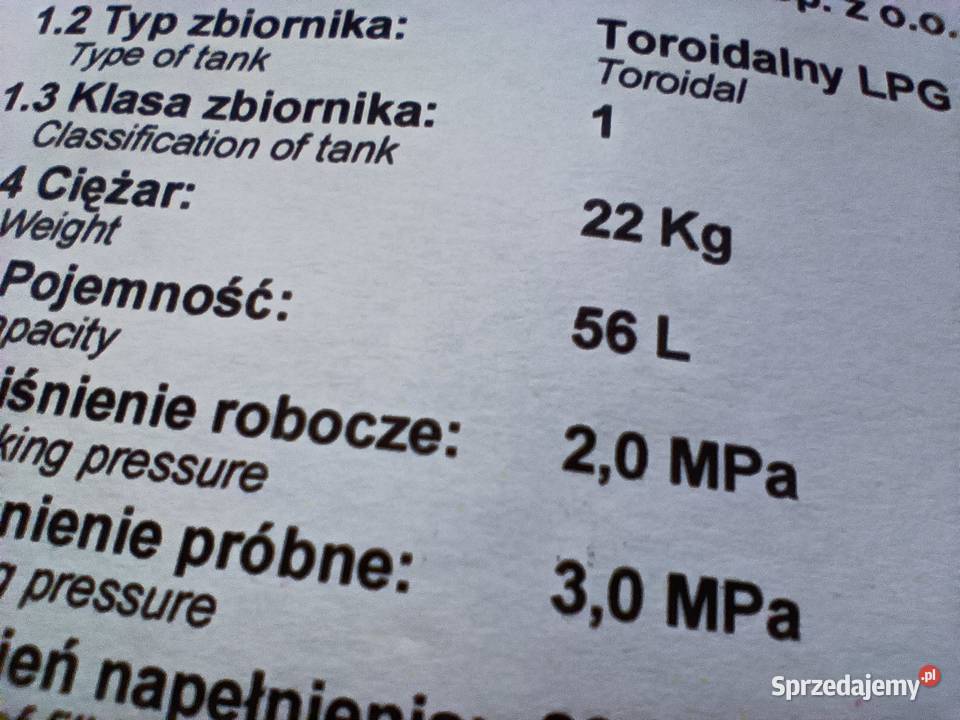 z o.o.
1.2 Typ zbiornika: Toroidalny LPG
Type of tank Toroidal
1.3 Klasa zbiornika: 1
Classification of tank
4 Ciężar: 22 Kg
Weight
Pojemność: 56 L
pacity
iśnienie robocze: 2,0 MPa
king pressure
nienie próbne: 3,0 MPa
g pressure
ień napełnienia:
Sprzedajemy.pl